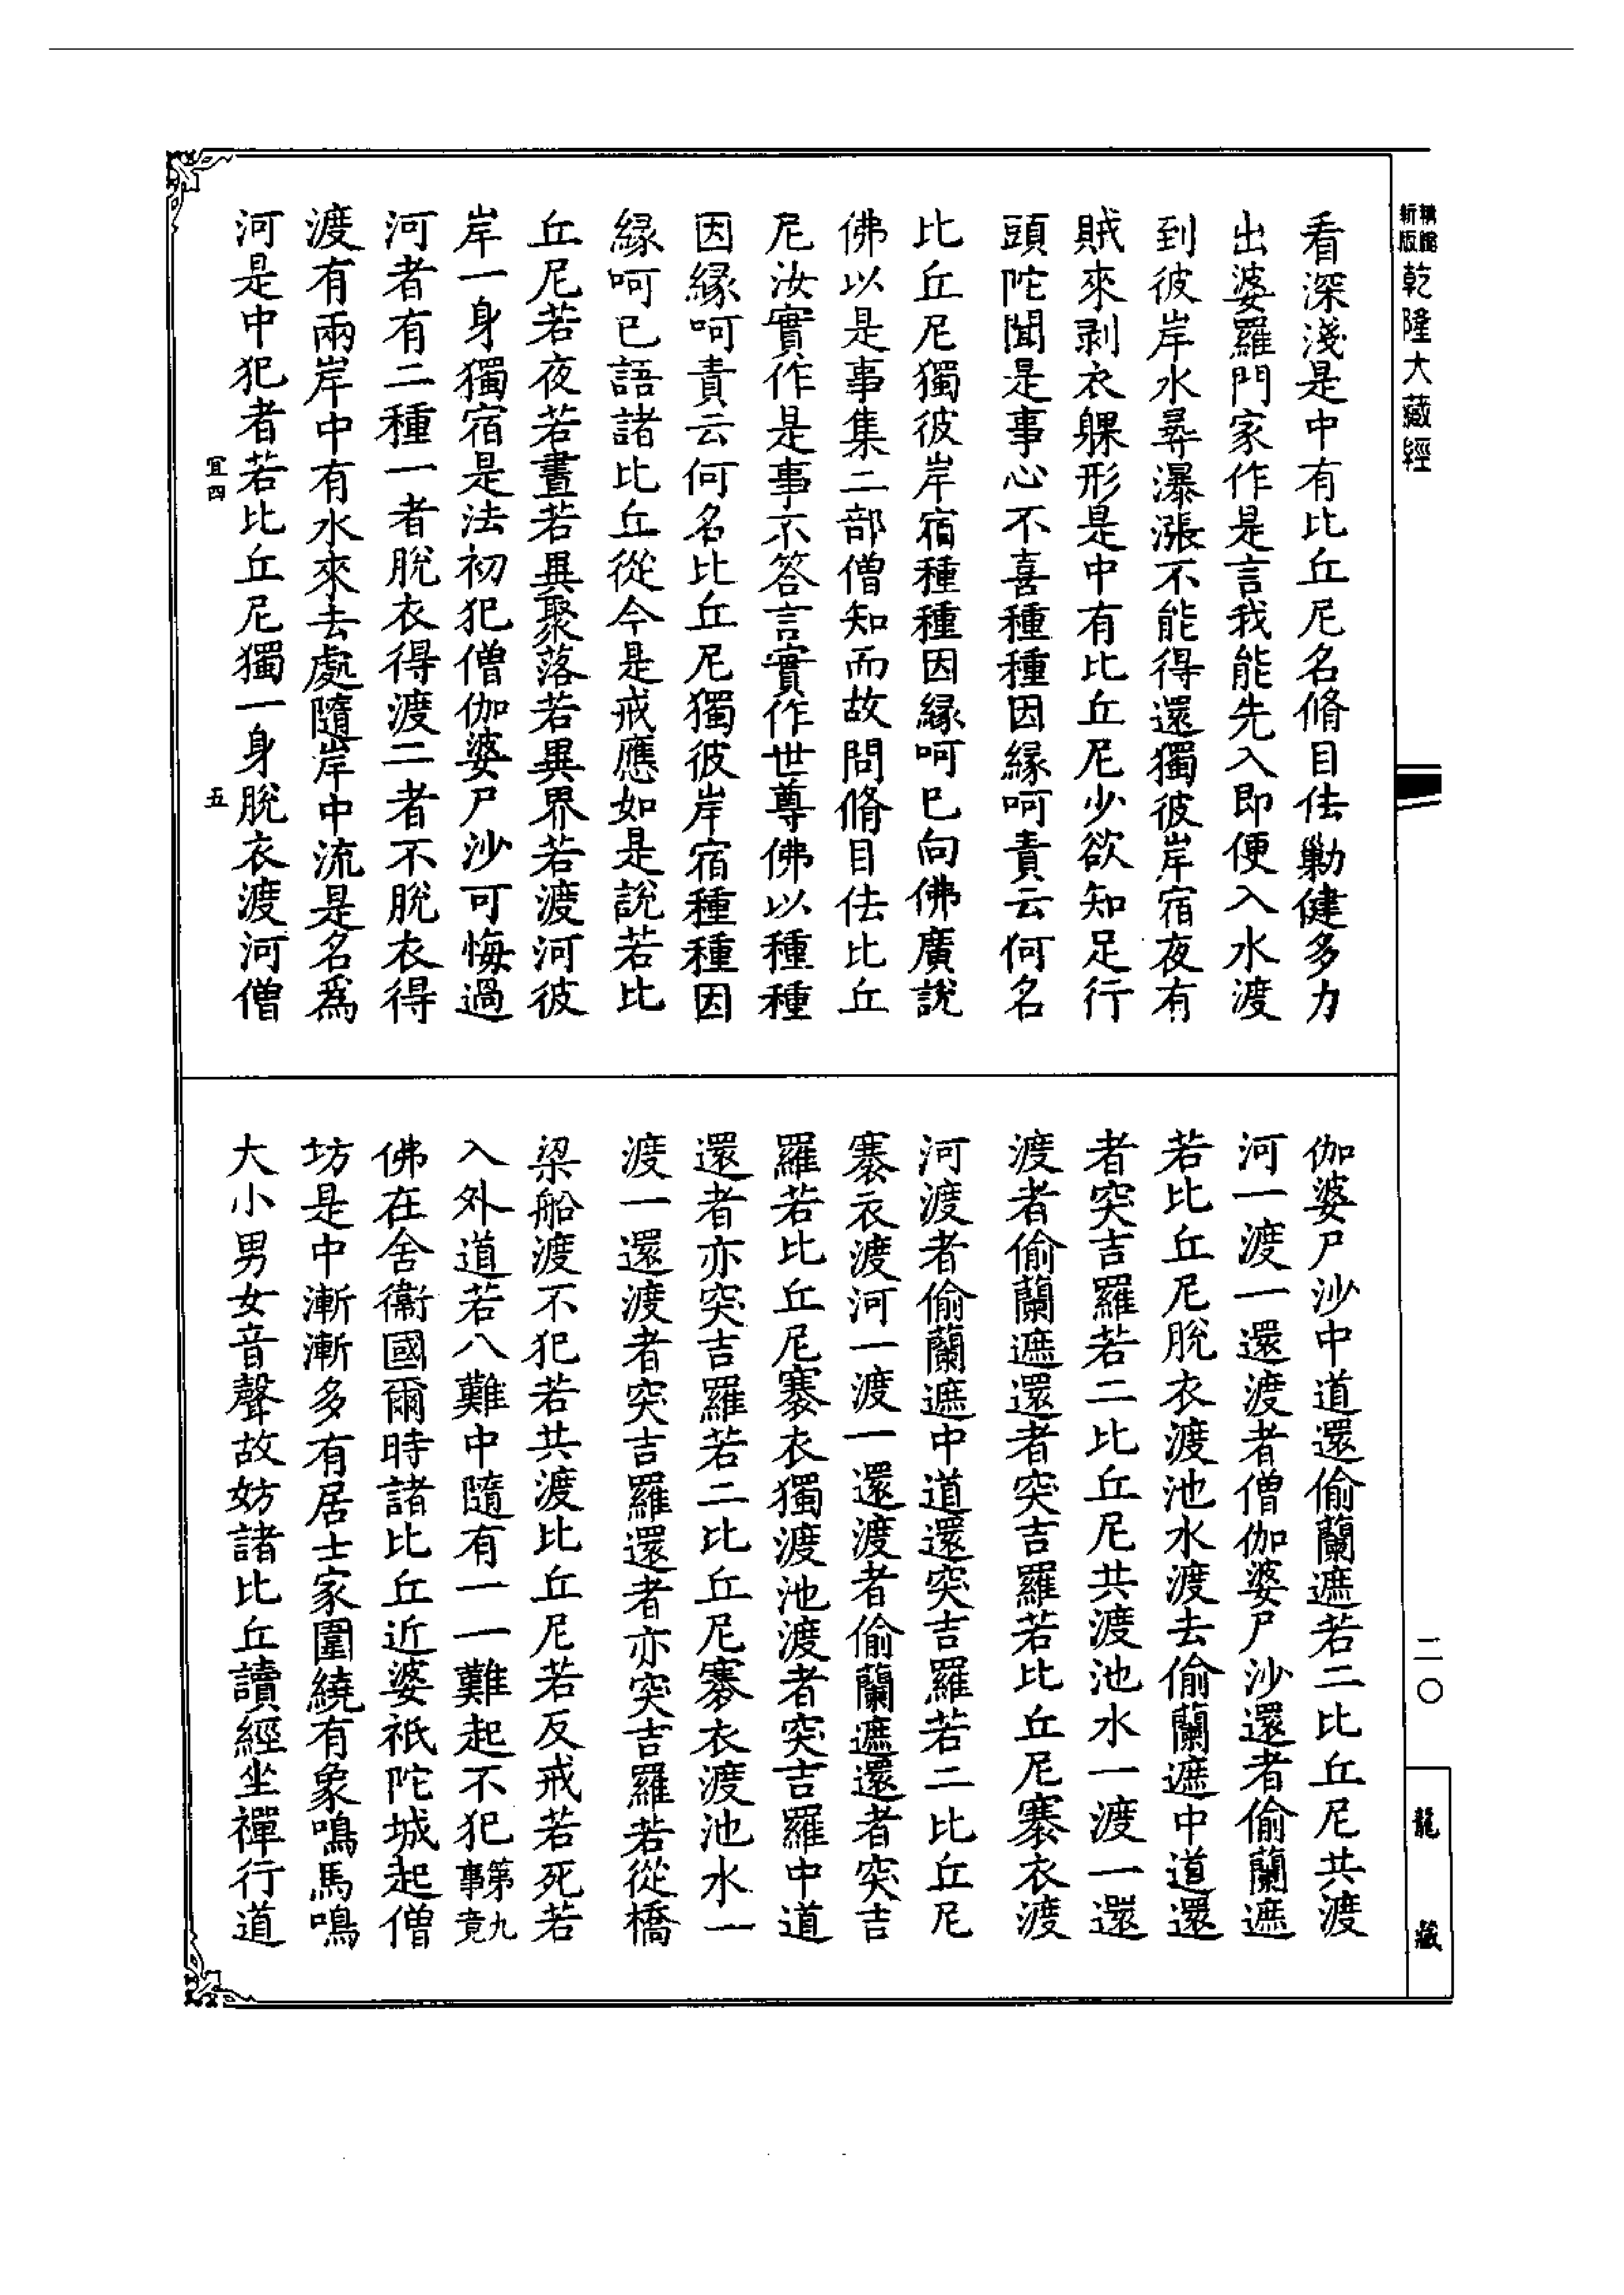 新版
乾隆大藏經
看深淺是中有比丘尼名脩目佉勦健多力
出婆羅門家作是言我能先入即便入水渡
到彼岸水尋瀑漲不能得還獨彼岸宿夜有
賊來剥衣躶形是中有比丘尼少欲知足行
頭陀聞是事心不喜種種因縁呵責云何名
比丘尼獨彼岸宿種種因縁呵已向佛廣說
佛以是事集二部僧知而故問脩目佉比丘
尼汝實作是事不答言實作世尊佛以種種
因縁呵責云何名比丘尼獨彼岸宿種種因
縁呵已語諸比丘從今是戒應如是說若比
丘尼若夜若晝若異聚落若異界若渡河彼
岸一身獨宿是法初犯僧伽婆尸沙可悔過
河者有二種一者脫衣得渡二者不脫衣得
渡有兩岸中有水來去處隨岸中流是名爲
河是中犯者若比丘尼獨一身脫衣渡河僧
宜四
五
伽婆尸沙中道還偷蘭遮若二比丘尼共渡
河一渡一還渡者僧伽婆尸沙還者偷蘭遮
若比丘尼脫衣渡池水渡去偷蘭遮中道還
者突吉羅若二比丘尼共渡池水一渡一還
渡者偷蘭遮還者突吉羅若比丘尼褰衣渡
河渡者偷蘭遮中道還突吉羅若二比丘尼
褰衣渡河一渡一還渡者偷蘭遮還者突吉
羅若比丘尼褰衣獨渡池渡者突吉羅中道
還者亦突吉羅若二比丘尼褰衣渡池水一
渡一還渡者突吉羅還者亦突吉羅若從橋
梁船渡不犯若共渡比丘尼若反戒若死若
入外道若八難中隨有一一難起不犯第九事竟
佛在舍衞國爾時諸比丘近婆祇陀城起僧
坊是中漸漸多有居士家圍繞有象鳴馬鳴
大小男女音聲故妨諸比丘讀經坐禪行道
二〇
龍藏